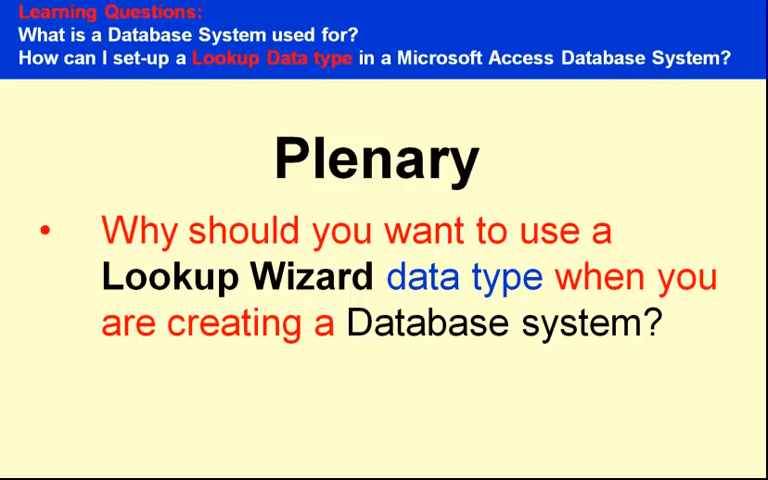 Learning Questions:
What is a Database System used for?
How can I set-up a Lookup Data type in a Microsoft Access Database System?
Plenary
• Why should you want to use a
Lookup Wizard data type when you
are creating a Database system?